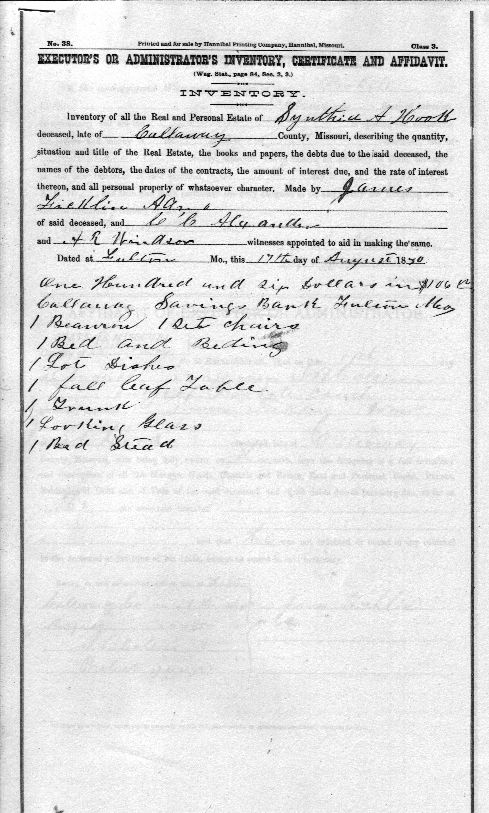 No. 38. Printed and for sale by Hannibal Printing Company, Hannibal, Missouri. Class 3.
EXECUTOR'S OR ADMINISTRATOR'S INVENTORY, CERTIFICATE AND AFFIDAVIT.
(Wag. Stat., page 84, Sec. 2, 3.)
INVENTORY.
Inventory of all the Real and Personal Estate of Synthia A Hook
deceased, late of Callaway County, Missouri, describing the quantity,
situation and title of the Real Estate, the books and papers, the debts due to the said deceased, the
names of the debtors, the dates of the contracts, the amount of interest due, and the rate of interest
thereon, and all personal property of whatsoever character. Made by James
Ficklin Adm
of said deceased, and C C Alexander
and A R Windsor witnesses appointed to aid in making the same.
Dated at Fulton Mo., this 17th day of August 18
One Hundred and six Dollars in $106
Callaway Savings Bank Fulton Mo
1 Beaurow 1 Set chairs
1 Bed and Beding
1 Lot Dishes
1 fall leaf Table.
1 Trunk
1 Looking Glass
1 Bed Stead